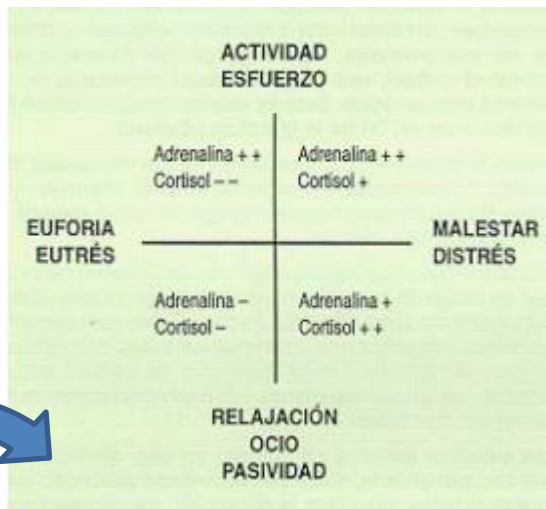 ACTIVIDAD
ESFUERZO
Adrenalina + +
Cortisol – –
Adrenalina + +
Cortisol +
EUFORIA
EUTRÉS
MALESTAR
DISTRÉS
Adrenalina –
Cortisol –
Adrenalina +
Cortisol + +
RELAJACIÓN
OCIO
PASIVIDAD